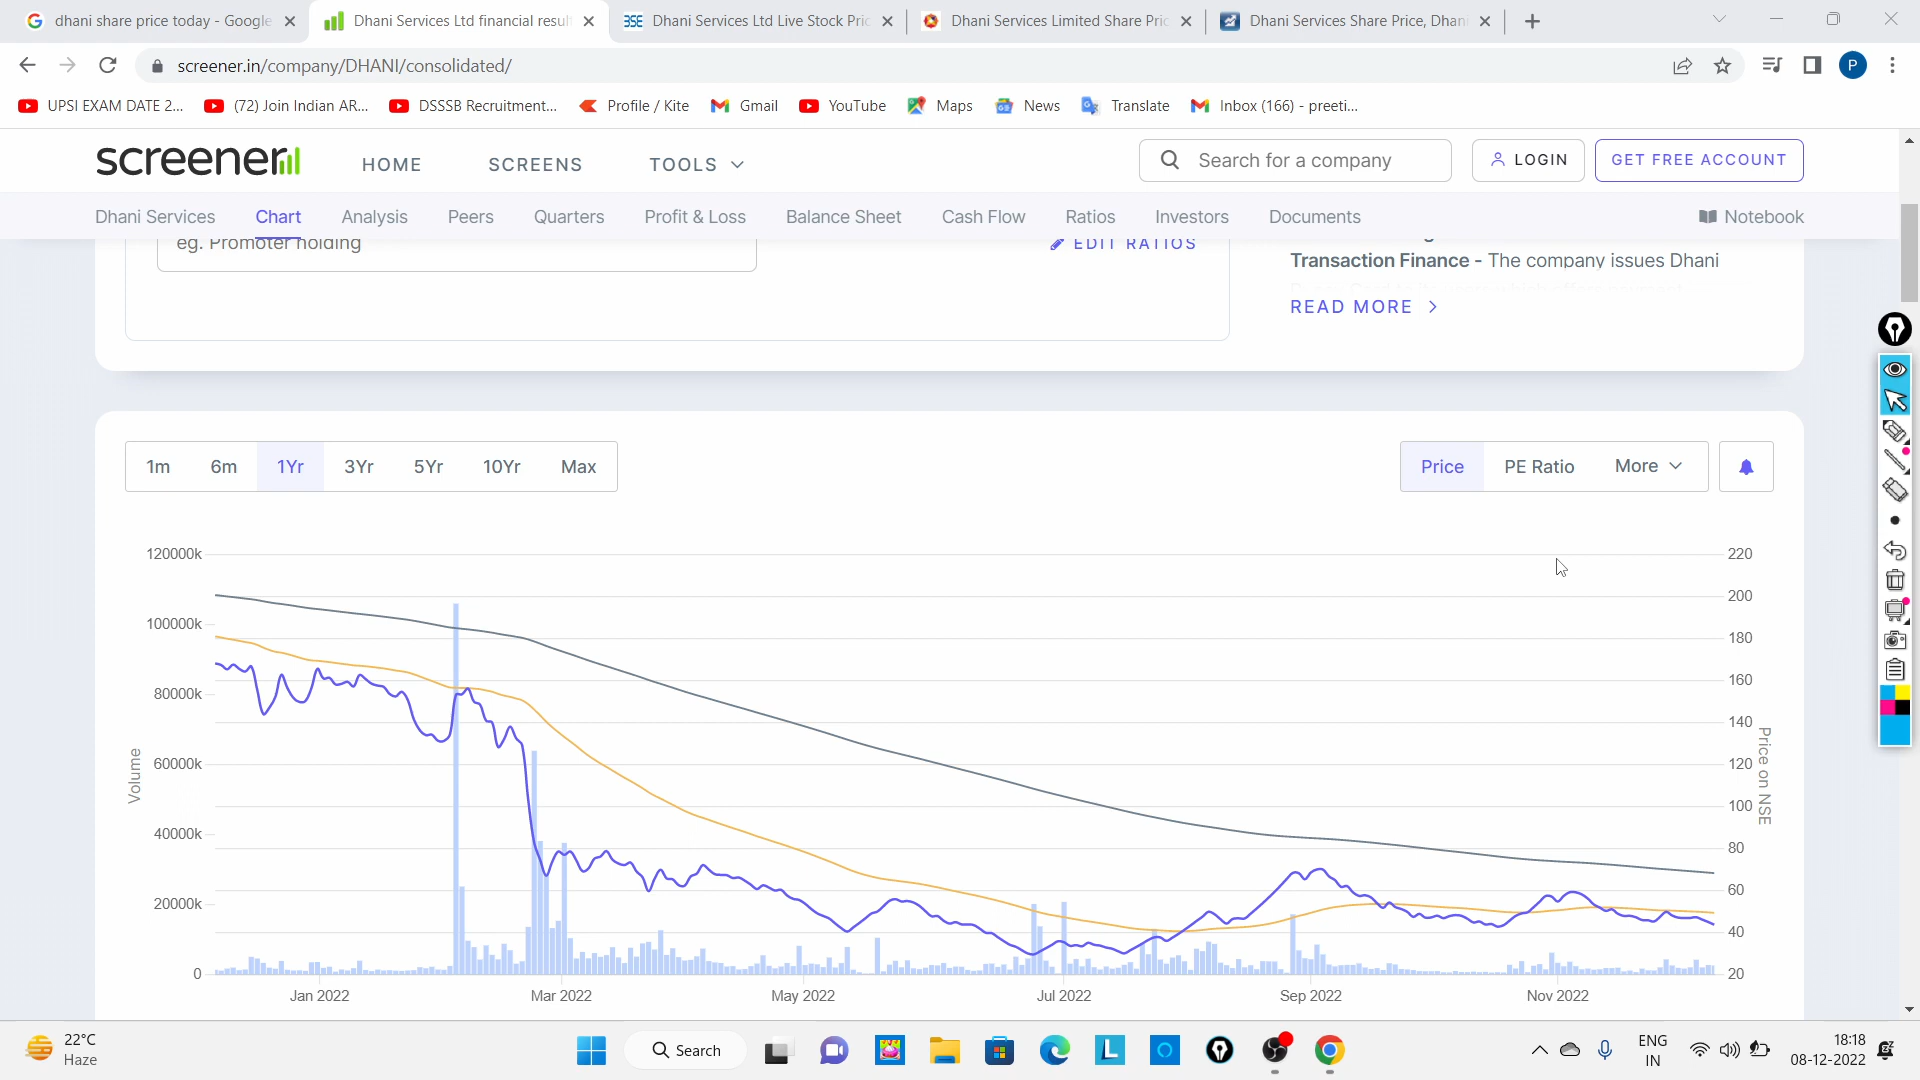 dhani share price today - Google
Dhani Services Ltd financial resul
BSE Dhani Services Ltd Live Stock Pric
Dhani Services Limited Share Pric
Dhani Services Share Price, Dhan
screener.in/company/DHANI/consolidated/
P
UPSI EXAM DATE 2...
(72) Join Indian AR...
DSSSB Recruitment...
Profile / Kite
Gmail
YouTube
Maps
News
Translate
Inbox (166) - preeti...
screener
HOME
SCREENS
TOOLS
Search for a company
LOGIN
GET FREE ACCOUNT
Dhani Services
Chart
Analysis
Peers
Quarters
Profit & Loss
Balance Sheet
Cash Flow
Ratios
Investors
Documents
Notebook
eg. Promoter holding
EDIT RATIOS
Transaction Finance - The company issues Dhani
READ MORE
1m 6m 1Yr 3Yr 5Yr 10Yr Max
Price PE Ratio More
120000k
100000k
80000k
60000k
40000k
20000k
0
Volume
220
200
180
160
140
120
100
80
60
40
20
Price on NSE
Jan 2022
Mar 2022
May 2022
Jul 2022
Sep 2022
Nov 2022
22°C
Haze
Search
L
ENG
IN
18:18
08-12-2022